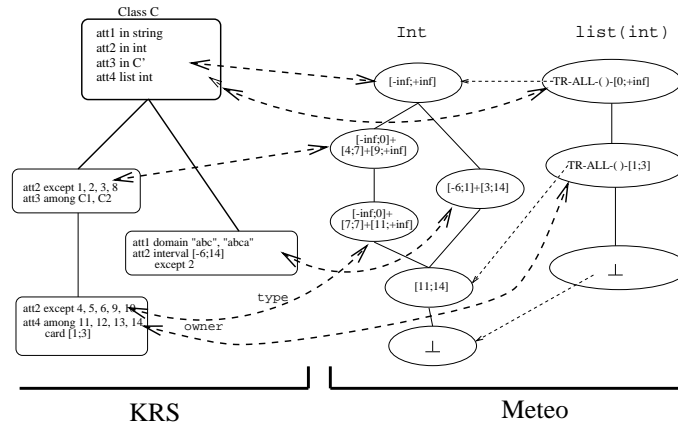 Class C
att1 in string
att2 in int
att3 in C'
att4 list int
Int
list(int)
[-inf;+inf]
-TR-ALL-( )-[0;+inf]
[-inf;0]+
[4;7]+[9;+inf]
TR-ALL-( )-[1;3]
att2 except 1, 2, 3, 8
att3 among C1, C2
[-6;1]+[3;14]
[-inf;0]+
[7;7]+[11;+inf]
att1 domain "abc", "abca"
att2 interval [-6;14]
except 2
[11;14]
⊥
type
att2 except 4, 5, 6, 9, 10
att4 among 11, 12, 13, 14
card [1;3]
owner
⊥
KRS
Meteo